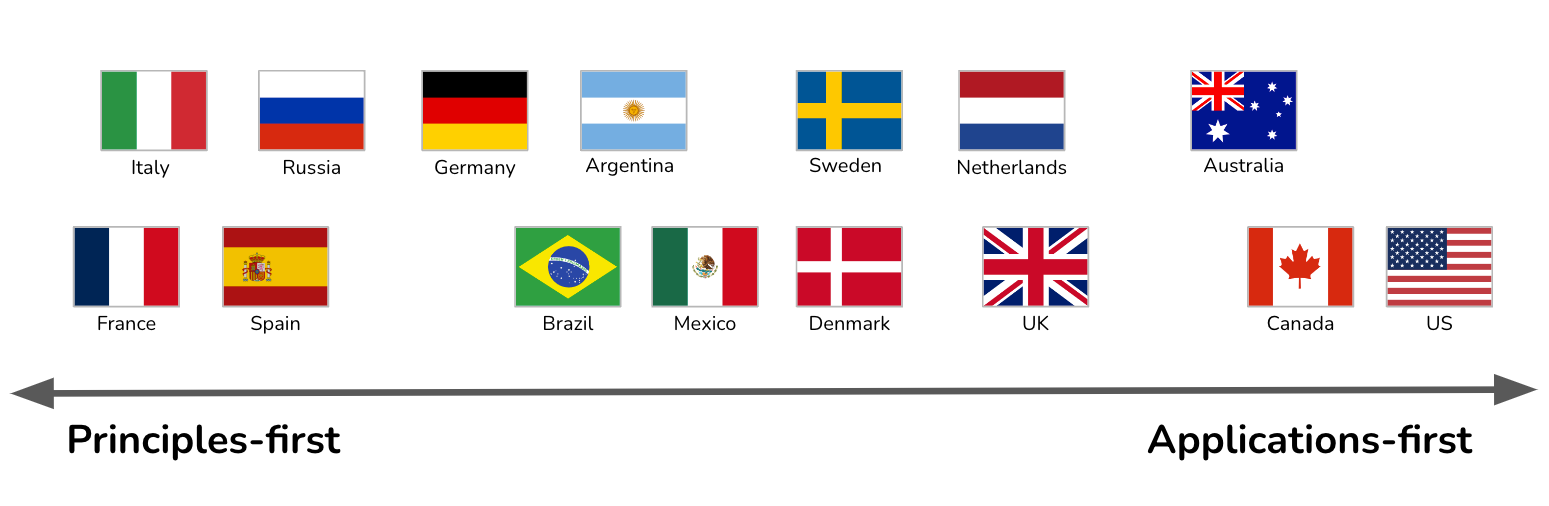 Italy
Russia
Germany
Argentina
Sweden
Netherlands
Australia
France
Spain
Brazil
Mexico
Denmark
UK
Canada
US
Principles-first
Applications-first